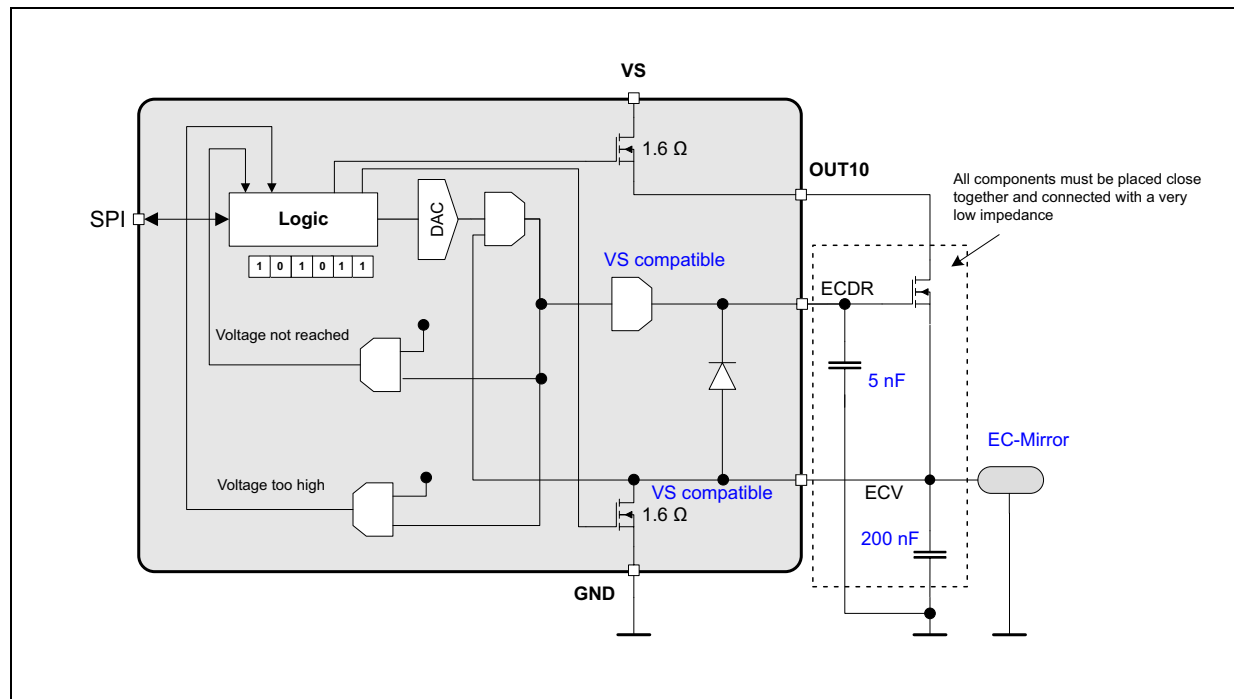 VS
1.6 Ω
OUT10
All components must be placed close
together and connected with a very
low impedance
SPI
Logic
DAC
1 0 1 0 1 1
VS compatible
ECDR
Voltage not reached
5 nF
EC-Mirror
Voltage too high
VS compatible
ECV
1.6 Ω
200 nF
GND